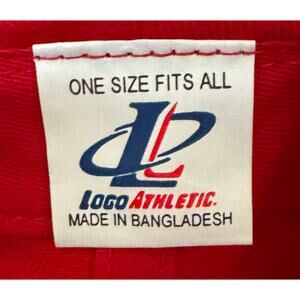 ONE SIZE FITS ALL
LOGO ATHLETIC.
MADE IN BANGLADESH